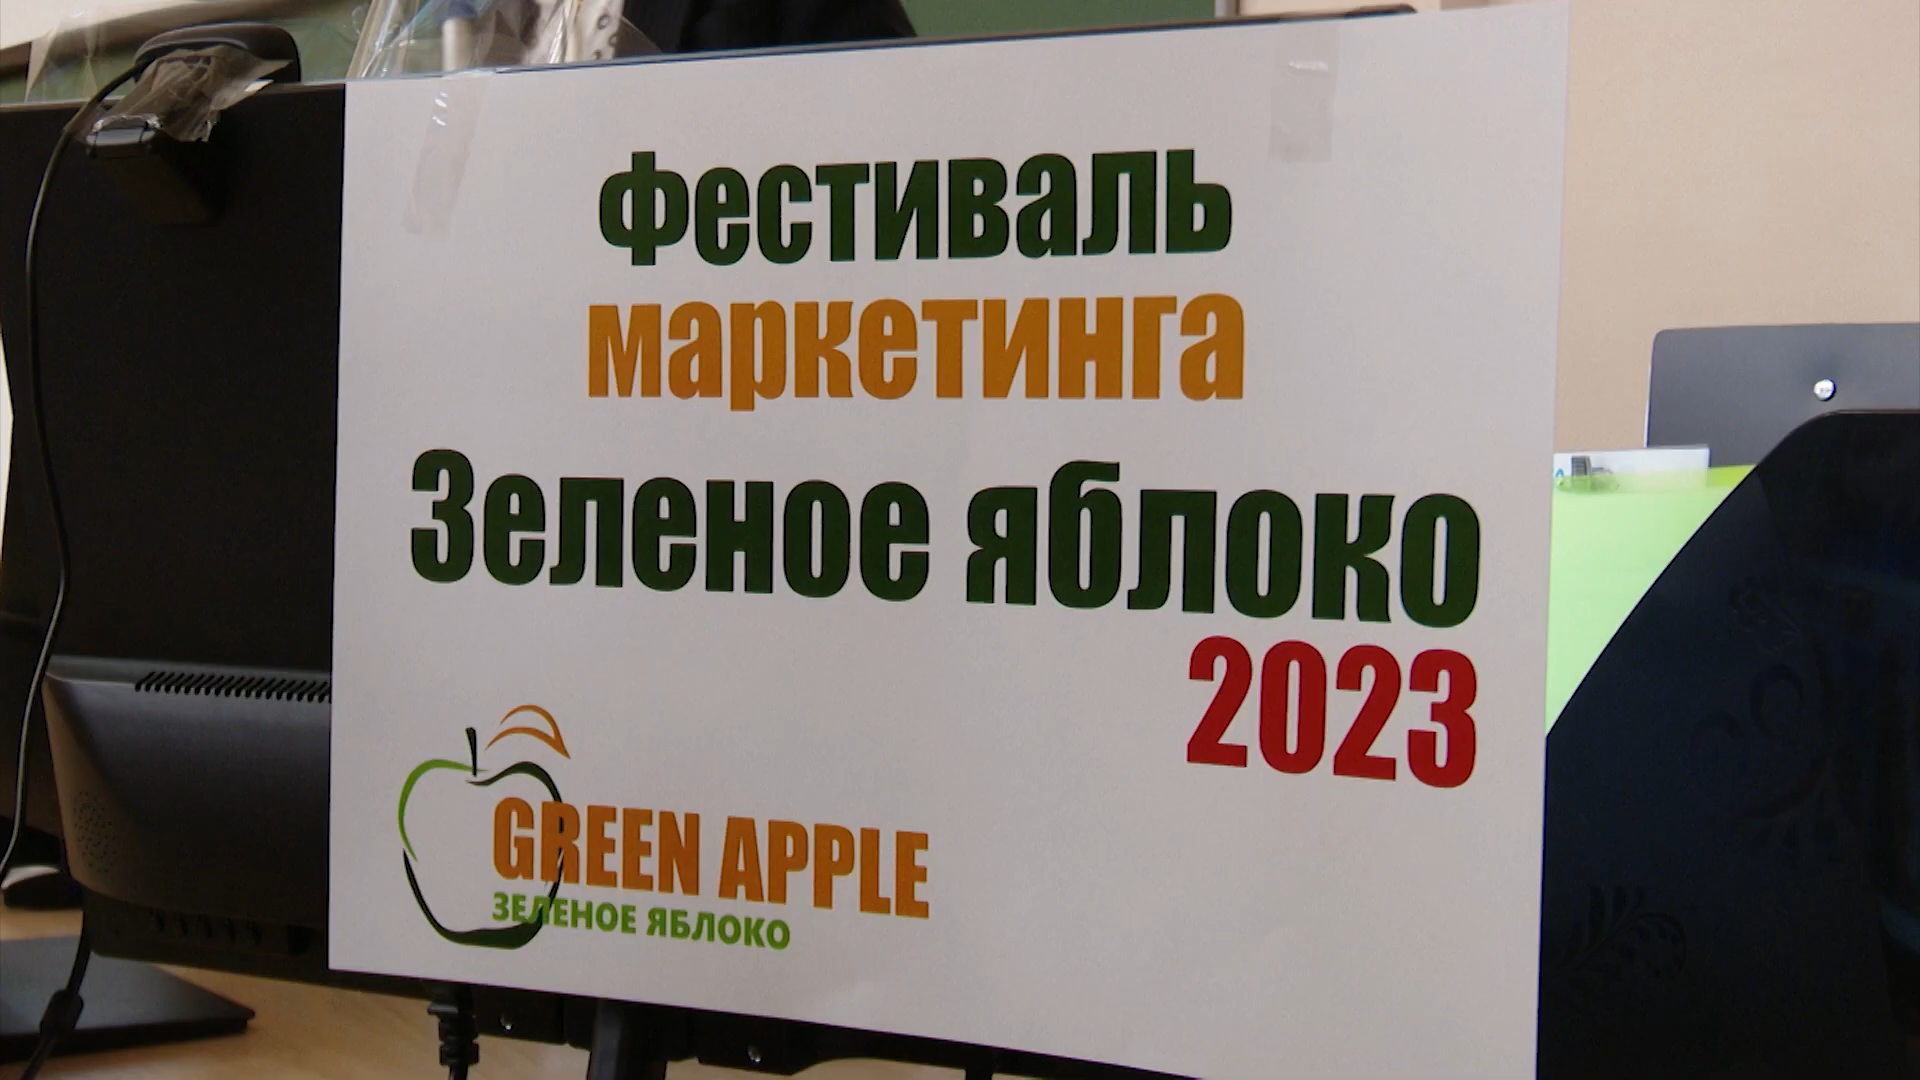 Фестиваль
маркетинга
Зеленое яблоко
2023
GREEN APPLE
ЗЕЛЕНОЕ ЯБЛОКО